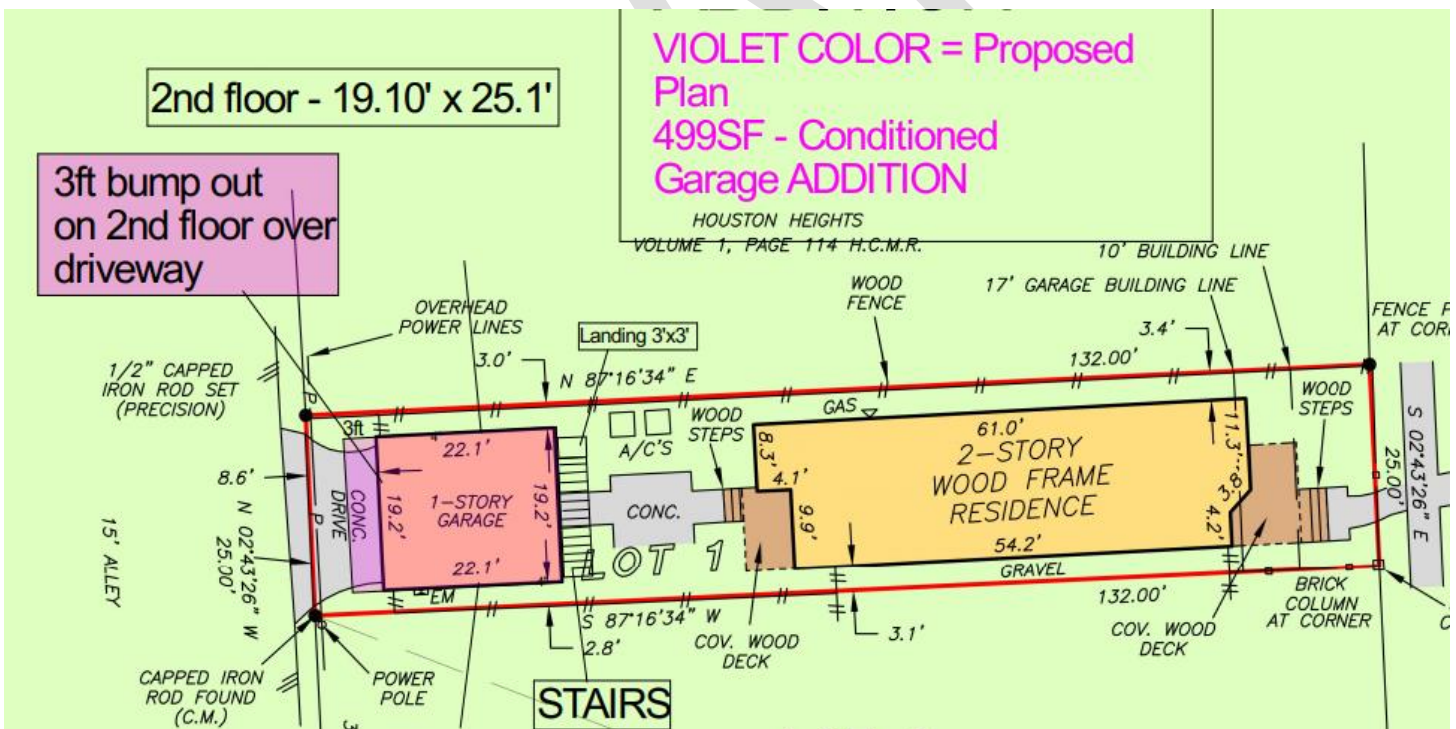 VIOLET COLOR = Proposed
Plan
499SF - Conditioned
Garage ADDITION
2nd floor - 19.10' x 25.1'
3ft bump out
on 2nd floor over
driveway
HOUSTON HEIGHTS
VOLUME 1, PAGE 114 H.C.M.R.
10' BUILDING LINE
17' GARAGE BUILDING LINE
WOOD
FENCE
OVERHEAD
POWER LINES
Landing 3'x3'
3.0'
N 87°16'34" E
3.4'
132.00'
FENCE
AT
1/2" CAPPED
IRON ROD SET
(PRECISION)
P
3ft
A/C'S
WOOD
STEPS
GAS
61.0'
11.3'
WOOD
STEPS
S 02°43'26" E
25.00'
8.6'
N 02°43'26" W
25.00'
15' ALLEY
CONC.
DRIVE
P
22.1'
19.2'
1-STORY
GARAGE
19.2'
22.1'
EM
CONC.
LOT 1
8.3'
4.1'
9.9'
2-STORY
WOOD FRAME
RESIDENCE
3.8'
4.2'
54.2'
GRAVEL
S 87°16'34" W
132.00'
2.8'
3.1'
COV. WOOD
DECK
COV. WOOD
DECK
BRICK
COLUMN
AT CORNER
CAPPED IRON
ROD FOUND
(C.M.)
POWER
POLE
P
STAIRS